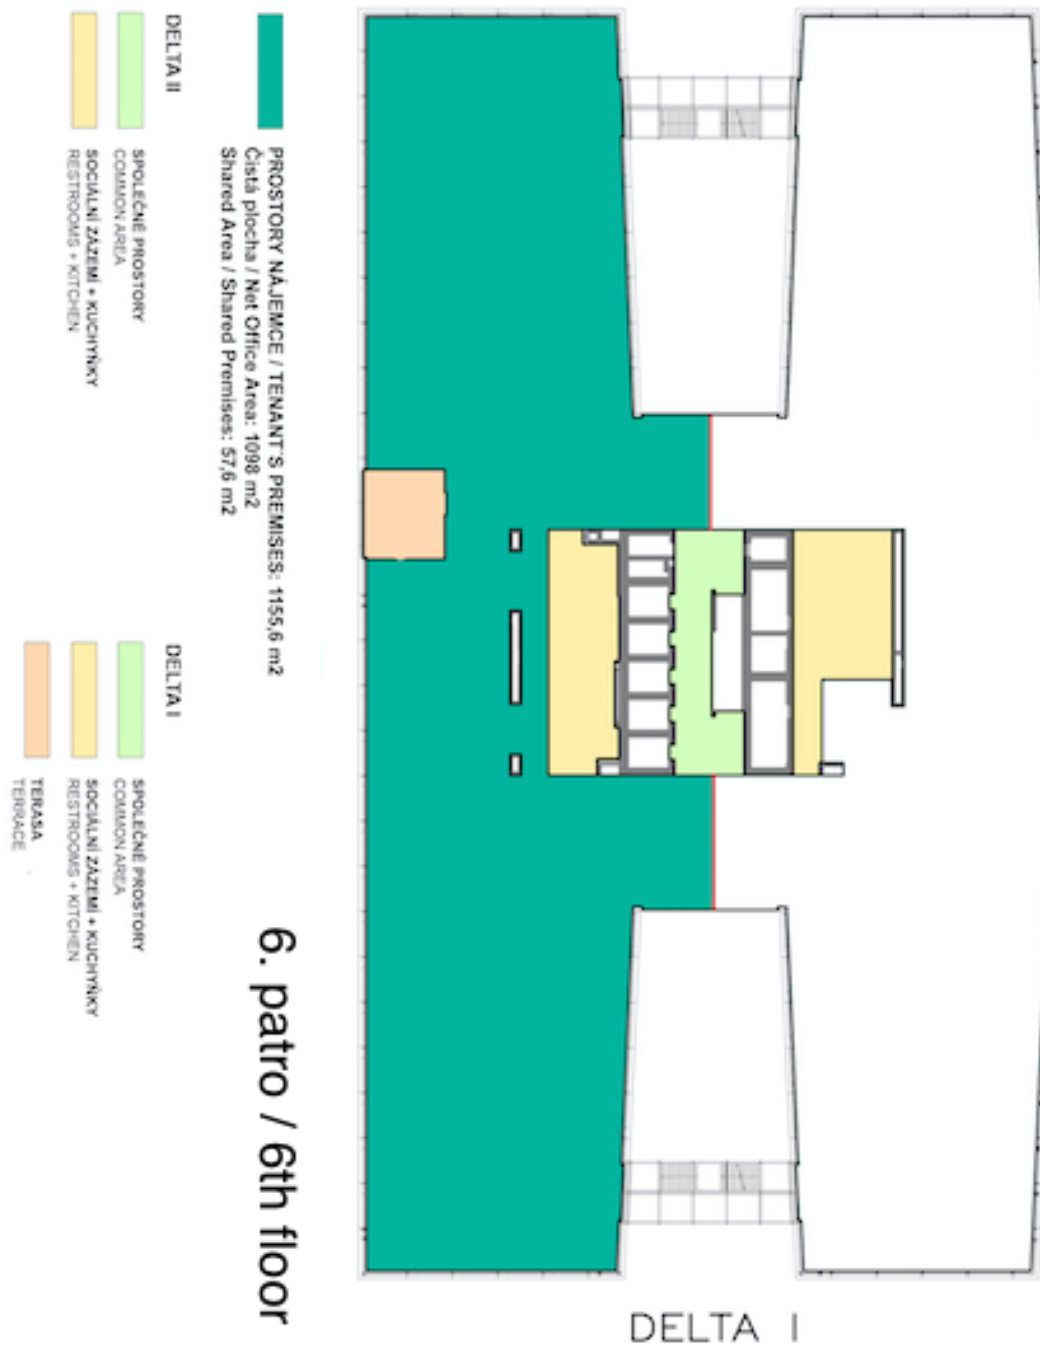 PROSTORY NÁJEMCE / TENANT´S PREMISES: 1155,6 m2
Čistá plocha / Net Office Area: 1098 m2
Shared Area / Shared Premises: 57,6 m2
DELTA II
SPOLEČNÉ PROSTORY
COMMON AREA
SOCIÁLNÍ ZÁZEMÍ + KUCHYŇKY
RESTROOMS + KITCHEN
DELTA I
SPOLEČNÉ PROSTORY
COMMON AREA
SOCIÁLNÍ ZÁZEMÍ + KUCHYŇKY
RESTROOMS + KITCHEN
TERASA
TERRACE
6. patro / 6th floor
DELTA I